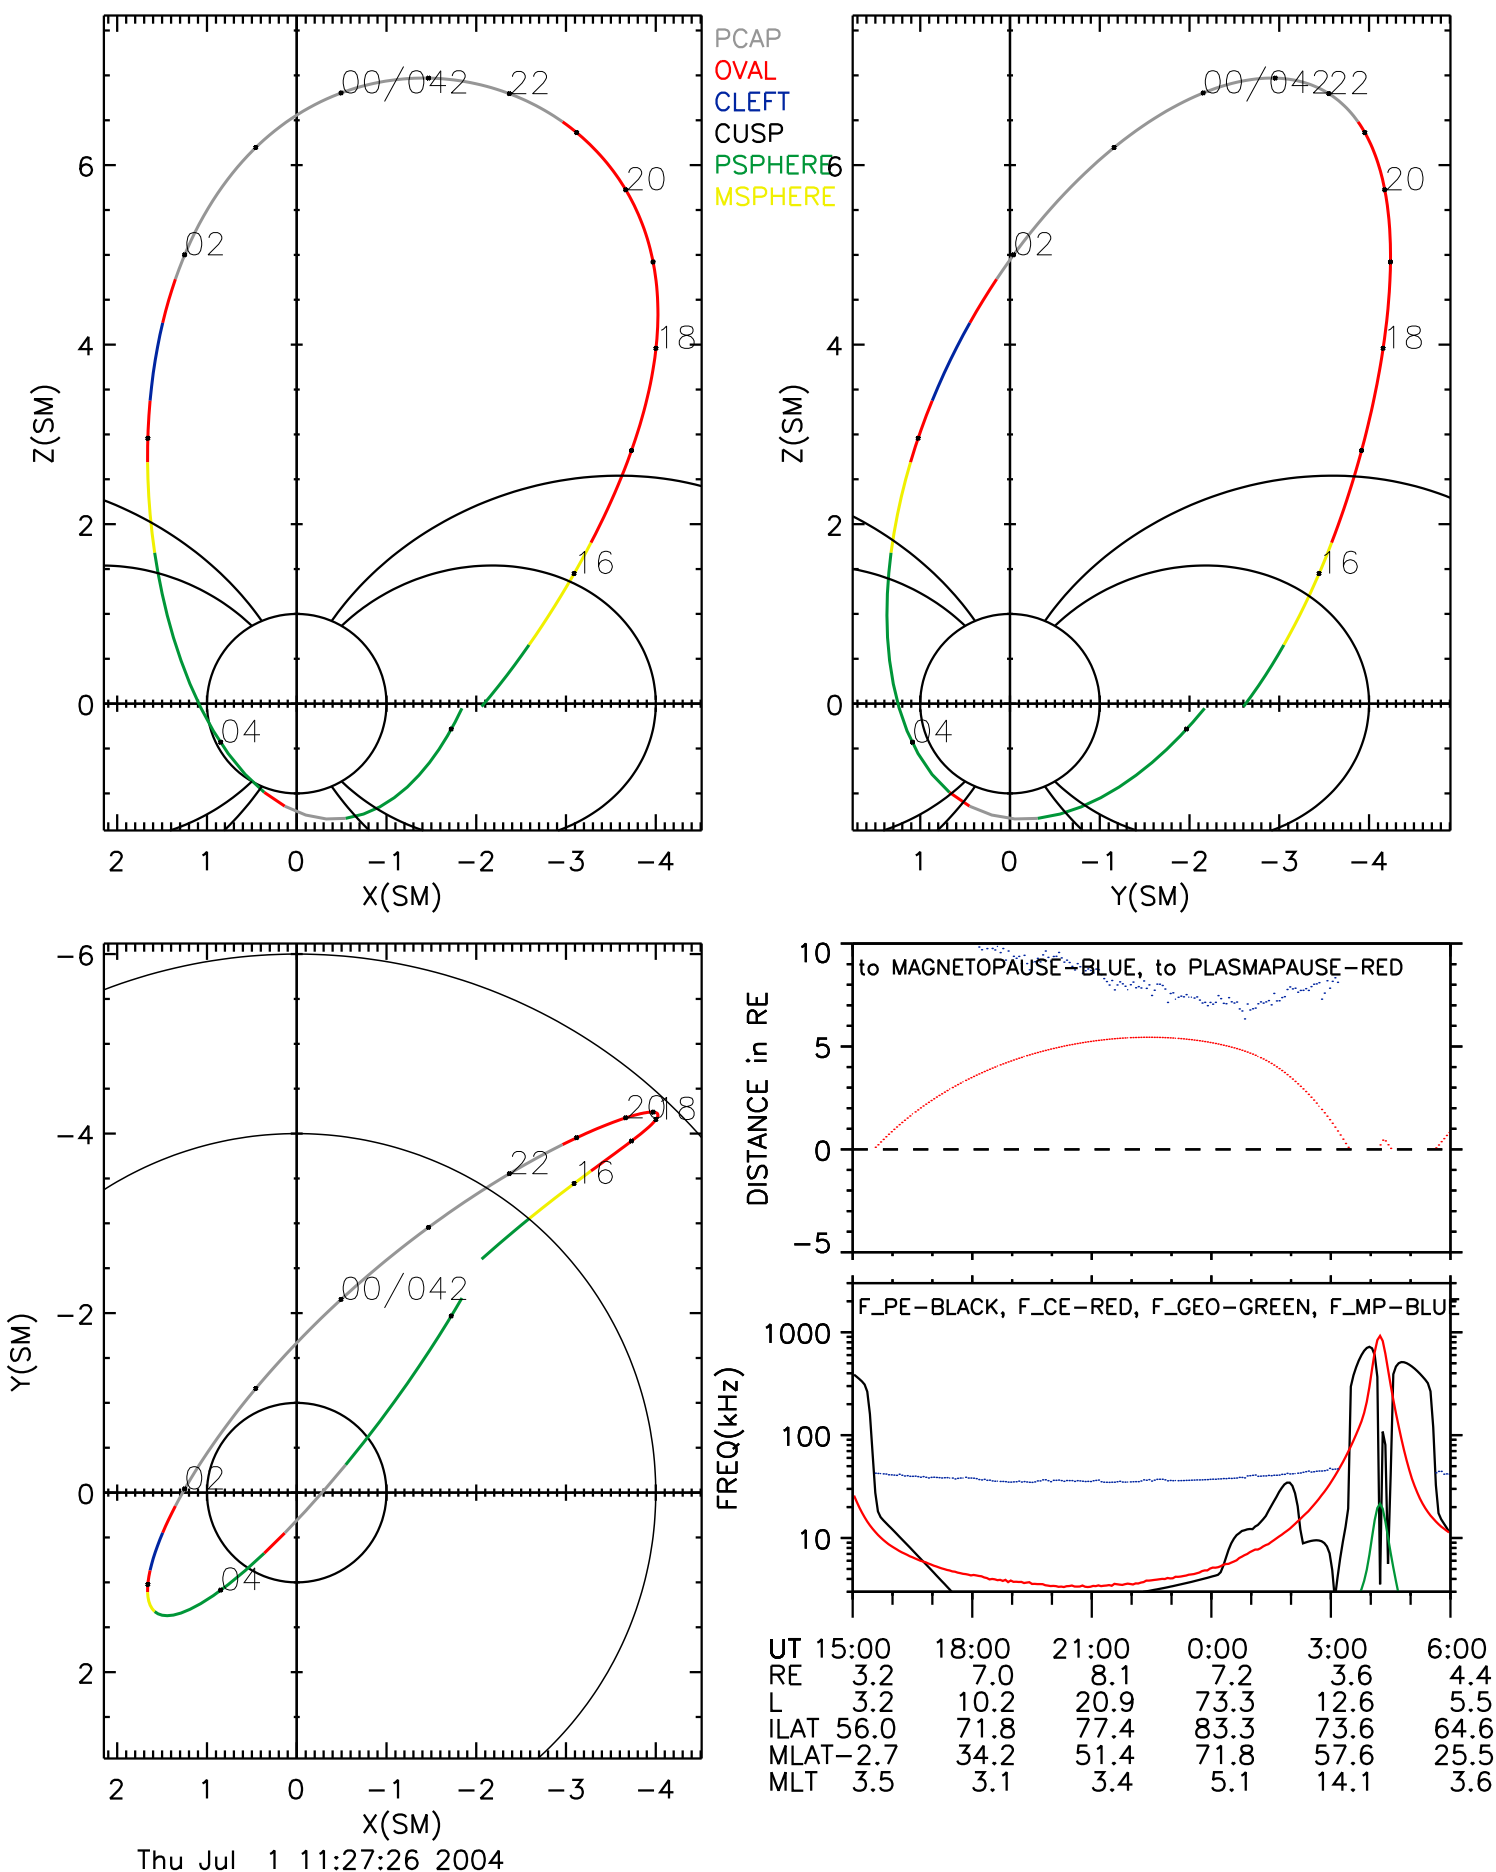 PCAP
OVAL
CLEFT
CUSP
PSPHERE
MSPHERE
00/042
22
20
18
16
02
04
6
4
2
0
Z(SM)
2 1 0 -1 -2 -3 -4
X(SM)
00/042
22
20
18
16
02
04
6
4
2
0
Z(SM)
1 0 -1 -2 -3 -4
Y(SM)
-6
-4
-2
0
2
Y(SM)
20
18
22
16
00/042
02
04
2 1 0 -1 -2 -3 -4
X(SM)
to MAGNETOPAUSE-BLUE, to PLASMAPAUSE-RED
10
5
0
-5
DISTANCE in RE
F_PE-BLACK, F_CE-RED, F_GEO-GREEN, F_MP-BLUE
1000
100
10
FREQ(kHz)
UT 15:00 18:00 21:00 0:00 3:00 6:00
RE 3.2 7.0 8.1 7.2 3.6 4.4
L 3.2 10.2 20.9 73.3 12.6 5.5
ILAT 56.0 71.8 77.4 83.3 73.6 64.6
MLAT-2.7 34.2 51.4 71.8 57.6 25.5
MLT 3.5 3.1 3.4 5.1 14.1 3.6
Thu Jul 1 11:27:26 2004